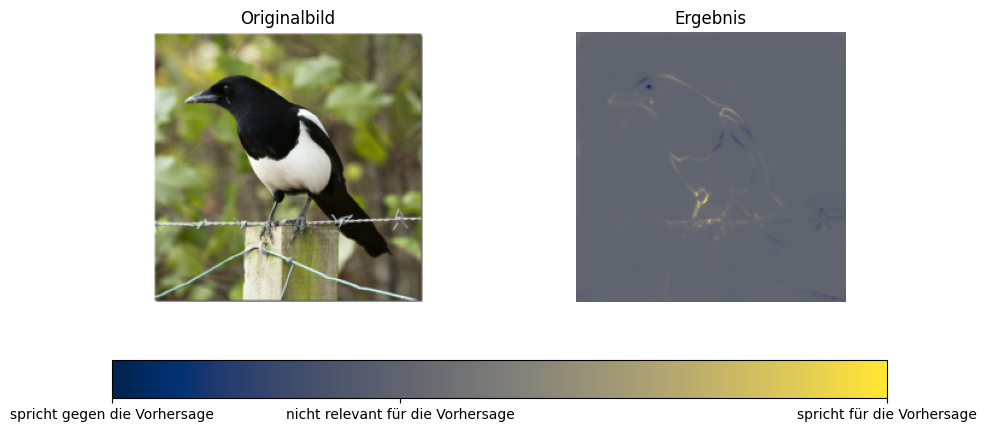 Originalbild
Ergebnis
spricht gegen die Vorhersage
nicht relevant für die Vorhersage
spricht für die Vorhersage